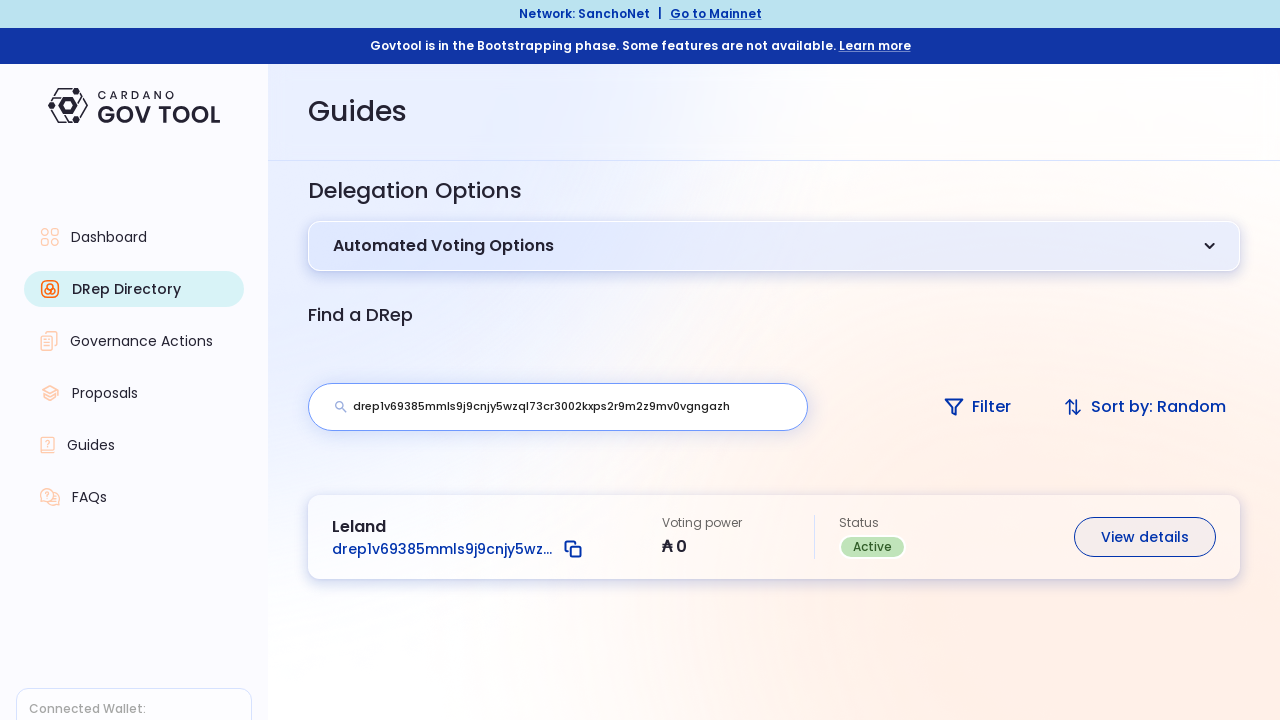 Network: SanchoNet | Go to Mainnet
Govtool is in the Bootstrapping phase. Some features are not available. Learn more
CARDANO
GOV TOOL
Guides
Delegation Options
Automated Voting Options
Dashboard
DRep Directory
Governance Actions
Proposals
Guides
FAQs
Connected Wallet:
Find a DRep
drep1v69385mmls9j9cnjy5wzql73cr3002kxps2r9m2z9mv0vgngazh
Filter
Sort by: Random
Leland
drep1v69385mmls9j9cnjy5wz...
Voting power
₳ 0
Status
Active
View details